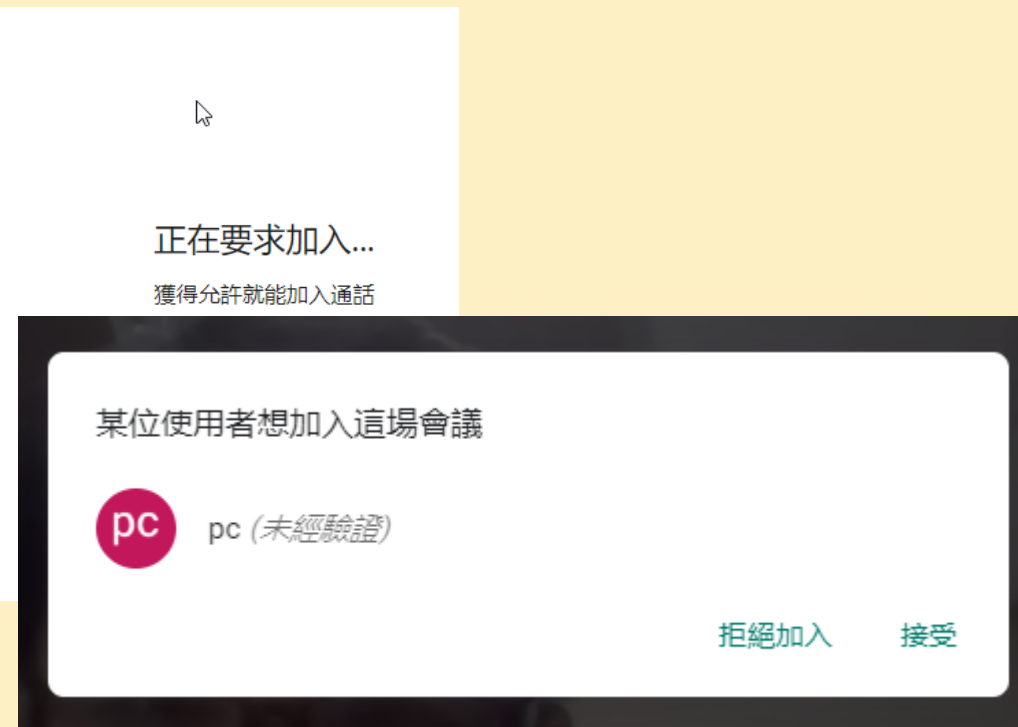 正在要求加入...
獲得允許就能加入通話
某位使用者想加入這場會議
pc
pc (未經驗證)
拒絕加入 接受